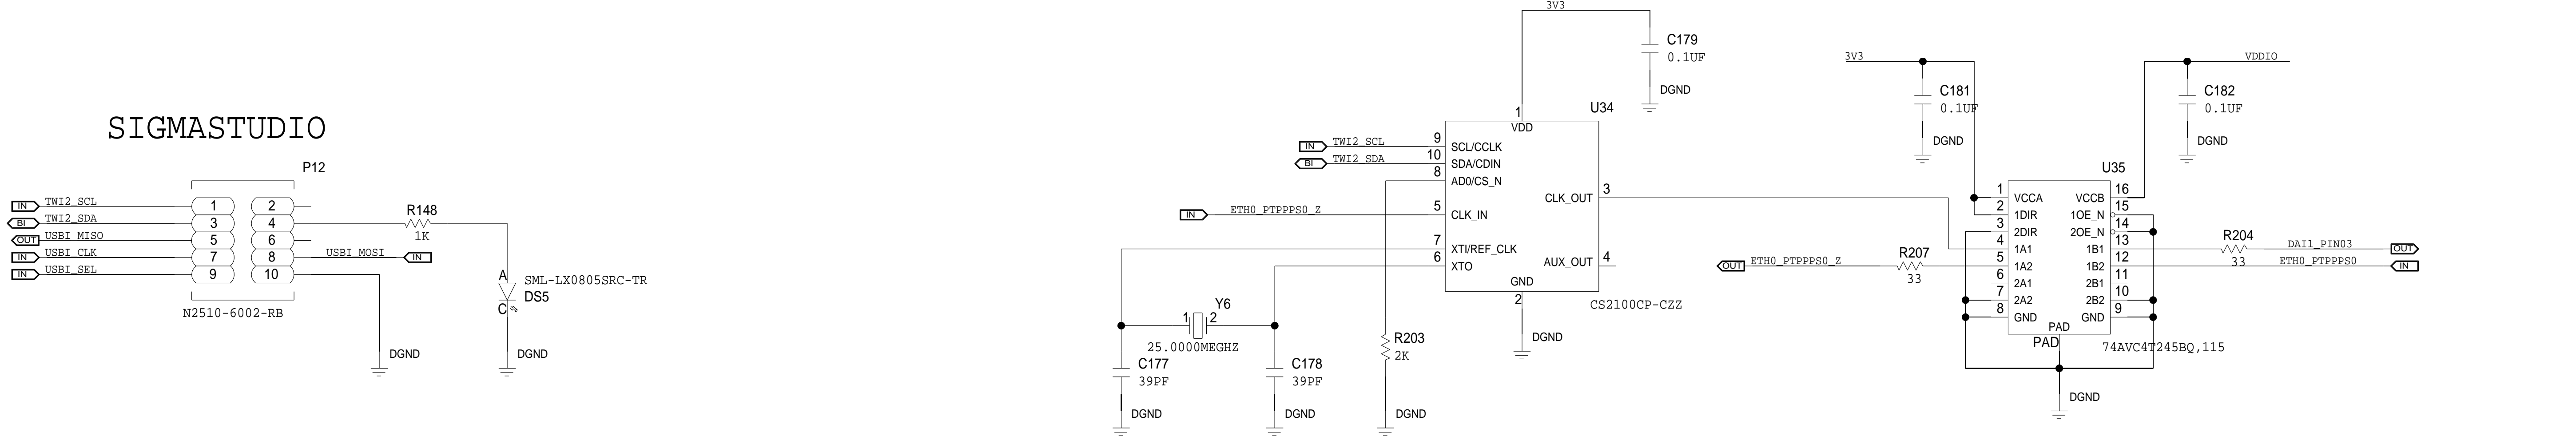 SIGMASTUDIO
P12
IN TWI2_SCL 1 2
BI TWI2_SDA 3 4 R148 1K
OUT USBI_MISO 5 6
IN USBI_CLK 7 8 USBI_MOSI IN
IN USBI_SEL 9 10
N2510-6002-RB
DGND
A
SML-LX0805SRC-TR
DS5
C
DGND
3V3
C179
0.1UF
DGND
U34
1
VDD
IN TWI2_SCL 9 SCL/CCLK
BI TWI2_SDA 10 SDA/CDIN
8 AD0/CS_N
CLK_OUT 3
IN ETH0_PTPPPS0_Z 5 CLK_IN
7 XTI/REF_CLK
6 XTO
AUX_OUT 4
GND
2
CS2100CP-CZZ
DGND
Y6
1 2
25.0000MEGHZ
C177
39PF
DGND
C178
39PF
DGND
R203
2K
DGND
3V3
C181
0.1UF
DGND
VDDIO
C182
0.1UF
DGND
U35
1 VCCA VCCB 16
2 1DIR 1OE_N 15
3 2DIR 2OE_N 14
4 1A1 1B1 13
5 1A2 1B2 12
6 2A1 2B1 11
7 2A2 2B2 10
8 GND GND 9
PAD
PAD
74AVC4T245BQ,115
OUT ETH0_PTPPPS0_Z
R207
33
R204
33
DAI1_PIN03 OUT
ETH0_PTPPPS0 IN
DGND